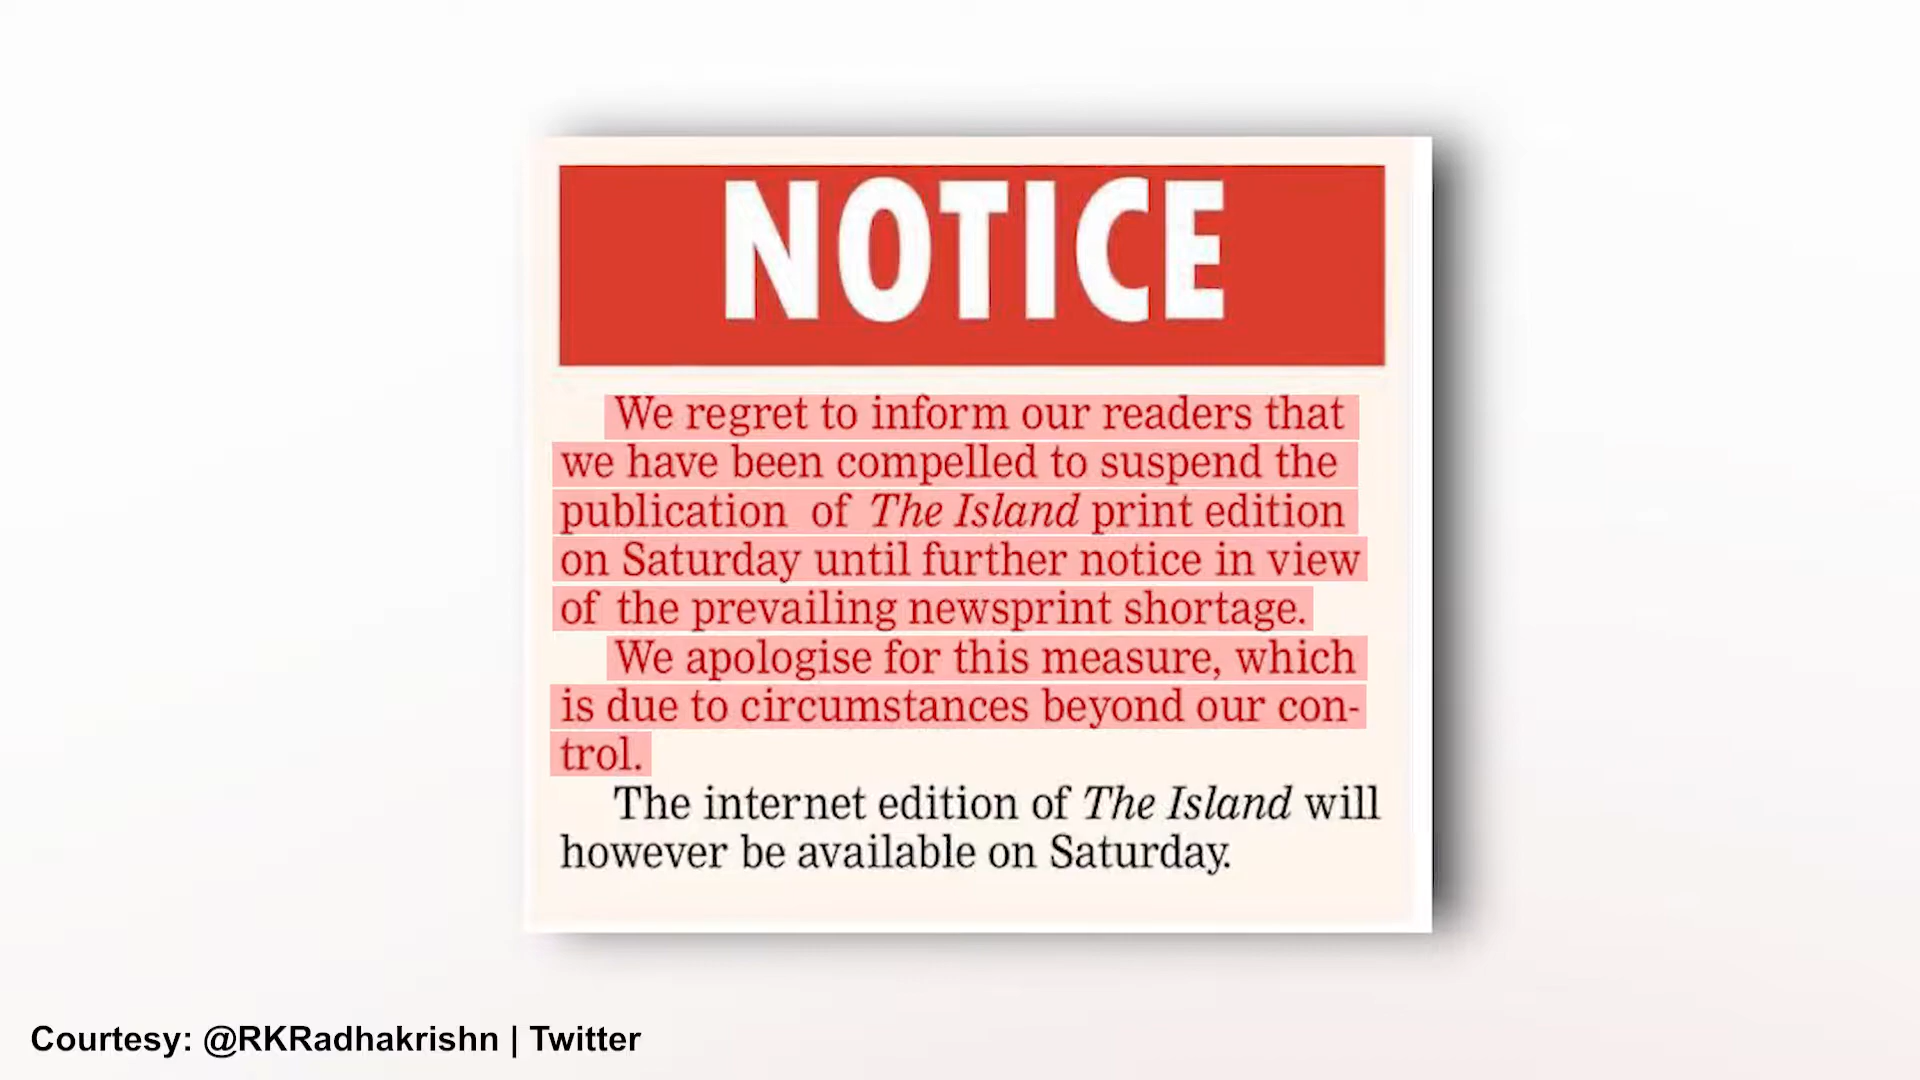 NOTICE
We regret to inform our readers that
we have been compelled to suspend the
publication of The Island print edition
on Saturday until further notice in view
of the prevailing newsprint shortage.
We apologise for this measure, which
is due to circumstances beyond our con-
trol.
The internet edition of The Island will
however be available on Saturday.
Courtesy: @RKRadhakrishn | Twitter